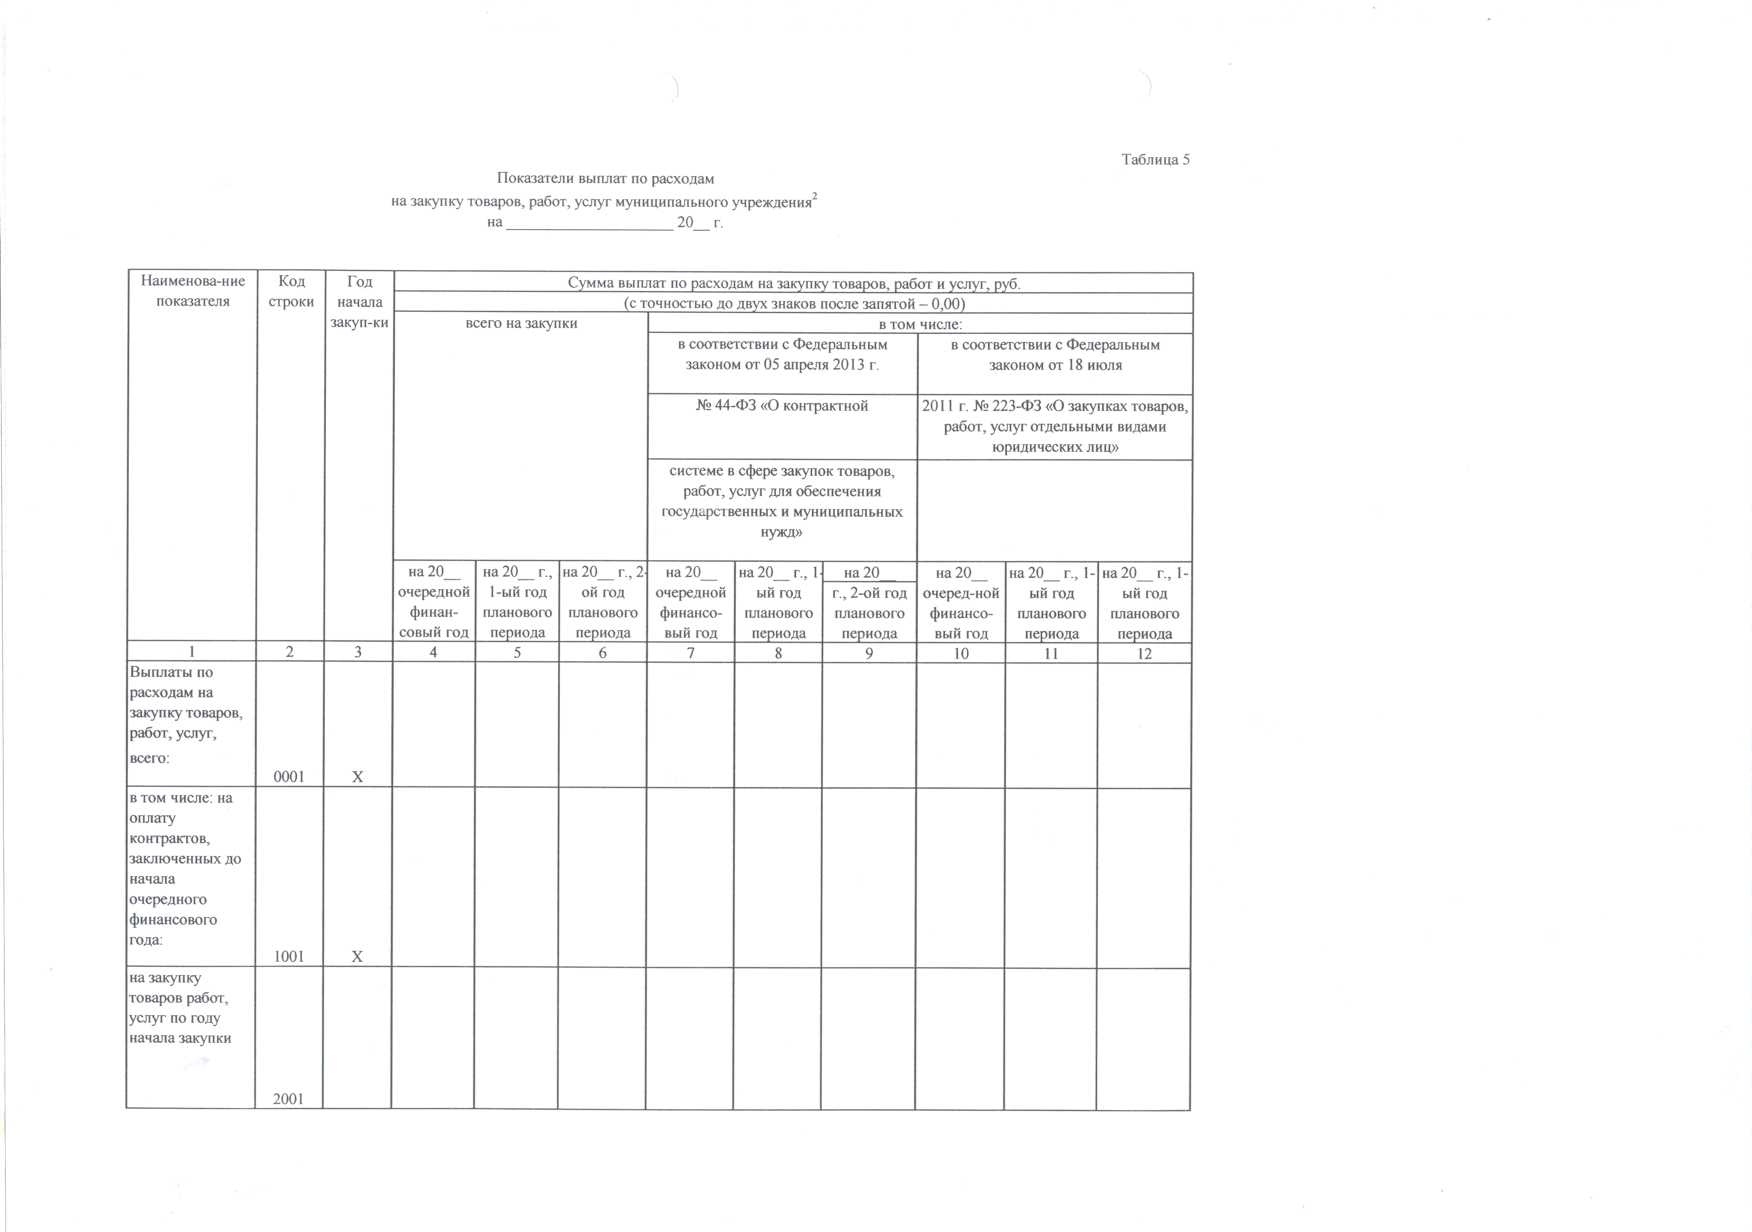 Таблица 5
Показатели выплат по расходам
на закупку товаров, работ, услуг муниципального учреждения²
на _____________________ 20__ г.
Наименова-ние
показателя
Код
строки
Год
начала
закуп-ки
Сумма выплат по расходам на закупку товаров, работ и услуг, руб.
(с точностью до двух знаков после запятой – 0,00)
всего на закупки
в том числе:
в соответствии с Федеральным
законом от 05 апреля 2013 г.
в соответствии с Федеральным
законом от 18 июля
№ 44-ФЗ «О контрактной
2011 г. № 223-ФЗ «О закупках товаров,
работ, услуг отдельными видами
юридических лиц»
системе в сфере закупок товаров,
работ, услуг для обеспечения
государственных и муниципальных
нужд»
на 20__
очередной
финан-
совый год
на 20__ г.,
1-ый год
планового
периода
на 20__ г., 2-
ой год
планового
периода
на 20__
очередной
финансо-
вый год
на 20__ г., 1-
ый год
планового
периода
на 20__
г., 2-ой год
планового
периода
на 20__
очеред-ной
финансо-
вый год
на 20__ г., 1-
ый год
планового
периода
на 20__ г., 1-
ый год
планового
периода
1 2 3 4 5 6 7 8 9 10 11 12
Выплаты по
расходам на
закупку товаров,
работ, услуг,
всего:
0001 X
в том числе: на
оплату
контрактов,
заключенных до
начала
очередного
финансового
года:
1001 X
на закупку
товаров работ,
услуг по году
начала закупки
2001